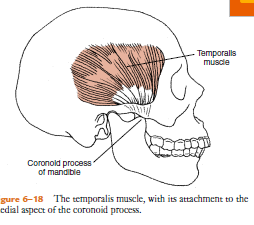 Temporalis
muscle
Coronoid process
of mandible
gure 6–18 The temporalis muscle, with its attachment to the
edial aspect of the coronoid process.